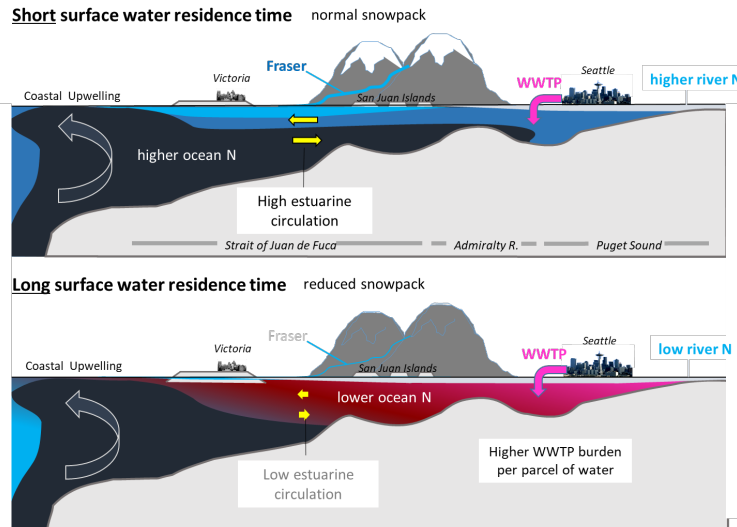 Short surface water residence time normal snowpack
Fraser
Victoria
Seattle
WWTP
higher river N
Coastal Upwelling
San Juan Islands
higher ocean N
High estuarine
circulation
Strait of Juan de Fuca
Admiralty R.
Puget Sound
Long surface water residence time reduced snowpack
Fraser
Victoria
Seattle
WWTP
low river N
Coastal Upwelling
San Juan Islands
lower ocean N
Higher WWTP burden
per parcel of water
Low estuarine
circulation